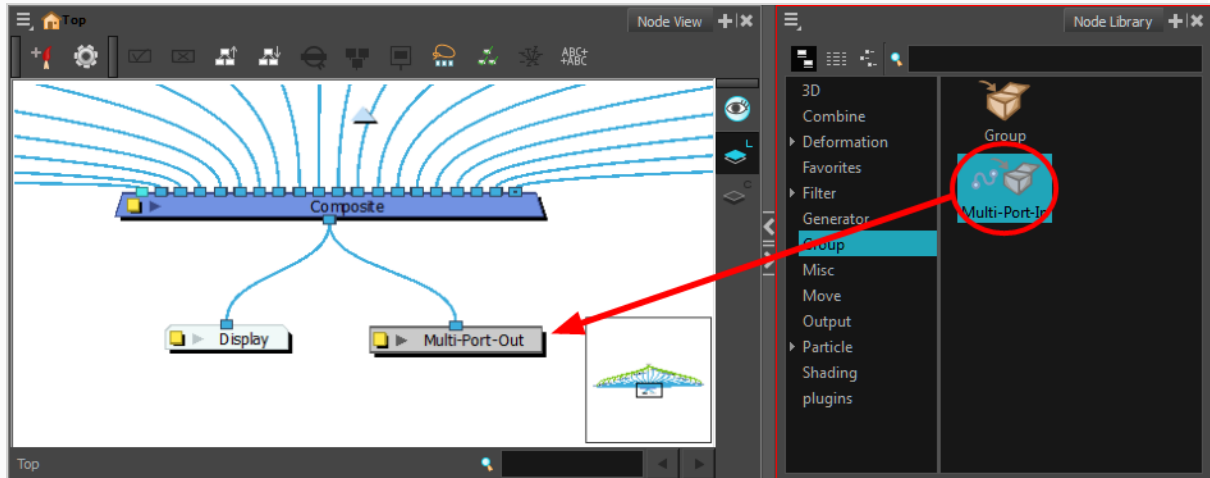 Top
Node View
ABC+
+ABC
L
C
Composite
Display
Multi-Port-Out
Top
Node Library
3D
Combine
Deformation
Favorites
Filter
Generator
Group
Misc
Move
Output
Particle
Shading
plugins
Group
Multi-Port-In